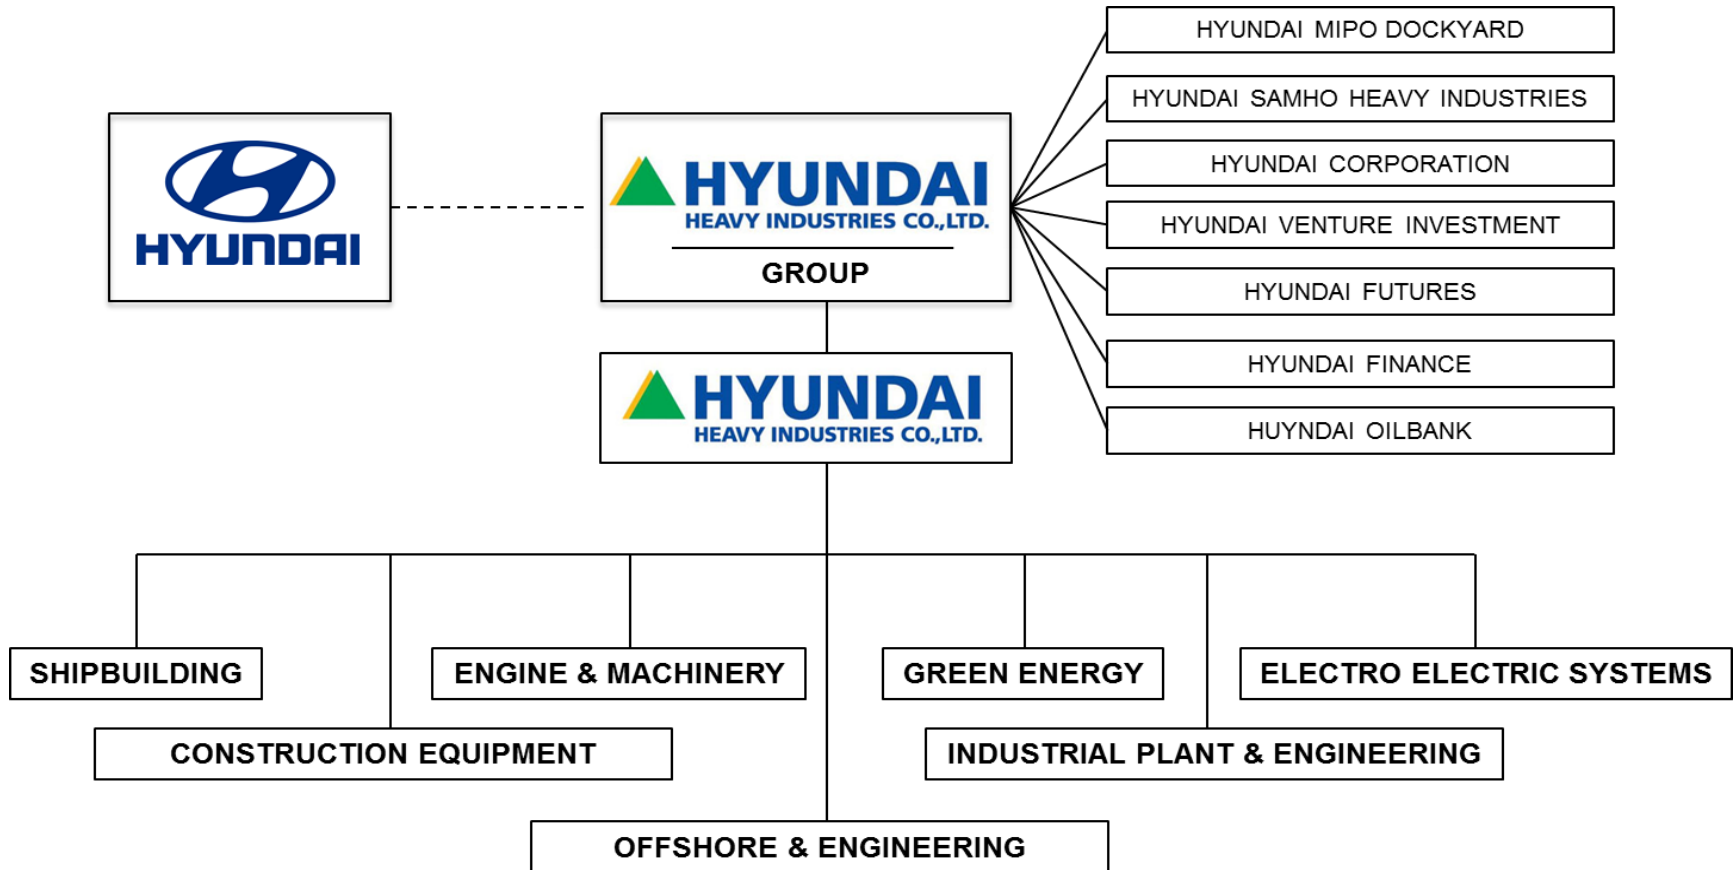 HYUNDAI MIPO DOCKYARD
HYUNDAI SAMHO HEAVY INDUSTRIES
HYUNDAI CORPORATION
HYUNDAI VENTURE INVESTMENT
HYUNDAI FUTURES
HYUNDAI FINANCE
HUYNDAI OILBANK
HYUNDAI
HYUNDAI
HEAVY INDUSTRIES CO.,LTD.
GROUP
HYUNDAI
HEAVY INDUSTRIES CO.,LTD.
SHIPBUILDING
ENGINE & MACHINERY
GREEN ENERGY
ELECTRO ELECTRIC SYSTEMS
CONSTRUCTION EQUIPMENT
INDUSTRIAL PLANT & ENGINEERING
OFFSHORE & ENGINEERING